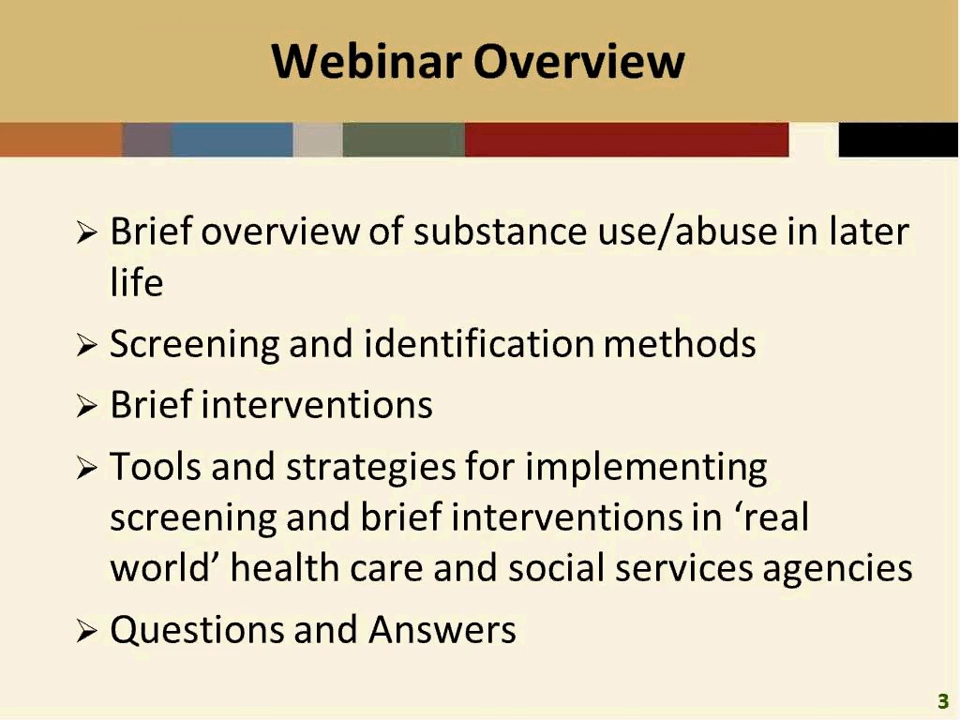 Webinar Overview
➢ Brief overview of substance use/abuse in later
life
➢ Screening and identification methods
➢ Brief interventions
➢ Tools and strategies for implementing
screening and brief interventions in ‘real
world’ health care and social services agencies
➢ Questions and Answers
3